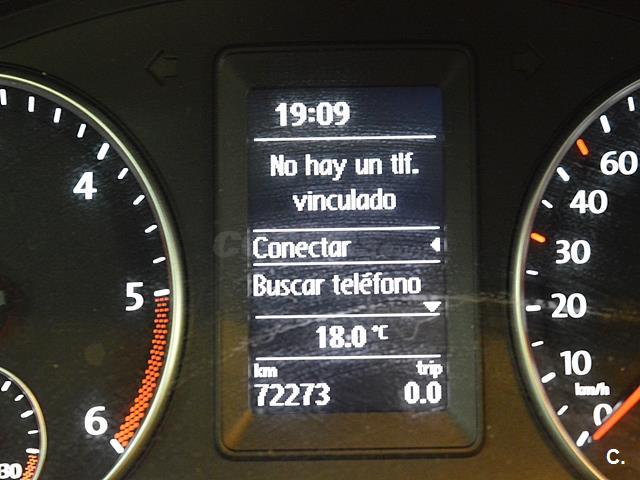 19:09
No hay un tlf.
vinculado
Conectar
Buscar teléfono
18.0 °C
km trip
72273 0.0
4
5
6
60
40
30
20
10
km/h
0
C.